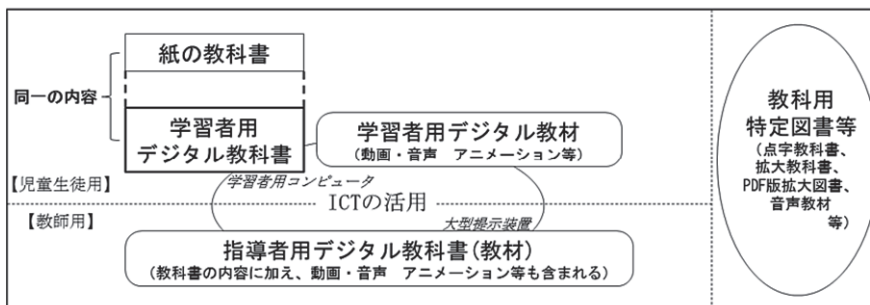 紙の教科書
同一の内容
学習者用
デジタル教科書
学習者用デジタル教材
(動画・音声　アニメーション等)
【児童生徒用】
学習者用コンピュータ
ICTの活用
【教師用】
大型提示装置
指導者用デジタル教科書(教材)
(教科書の内容に加え、動画・音声　アニメーション等も含まれる)
教科用
特定図書等
(点字教科書、
拡大教科書、
PDF版拡大図書、
音声教材
等)